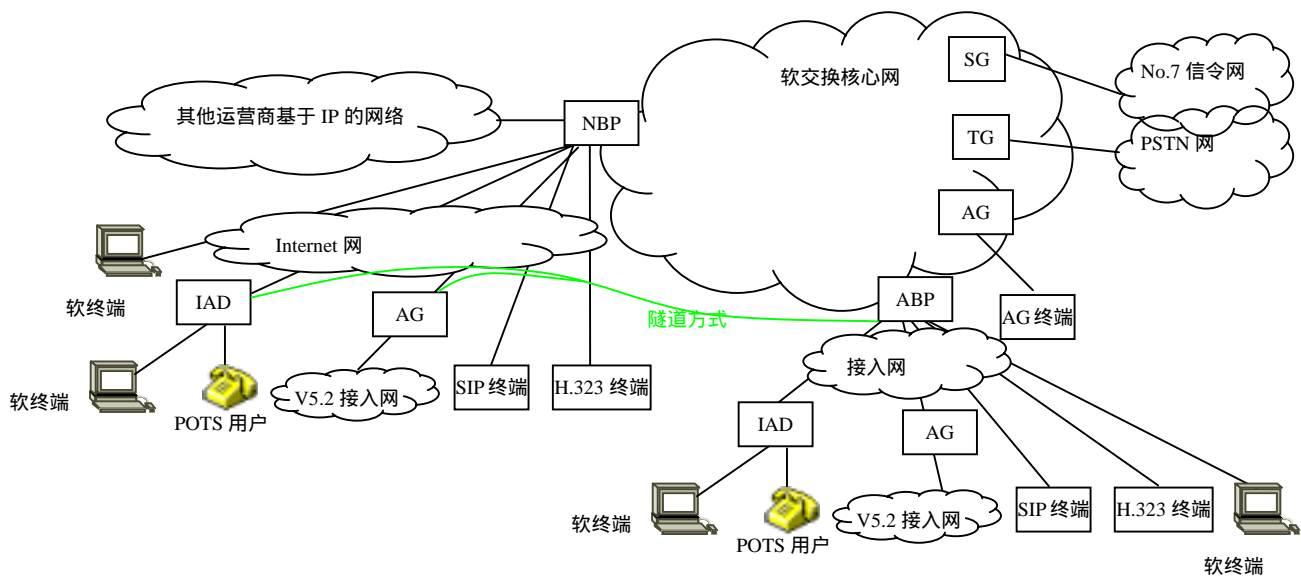 软交换核心网
SG
No.7 信令网
其他运营商基于 IP 的网络
NBP
TG
PSTN 网
AG
Internet 网
软终端
IAD
AG
隧道方式
ABP
AG 终端
接入网
软终端
POTS 用户
V5.2 接入网
SIP 终端
H.323 终端
IAD
AG
软终端
POTS 用户
V5.2 接入网
SIP 终端
H.323 终端
软终端